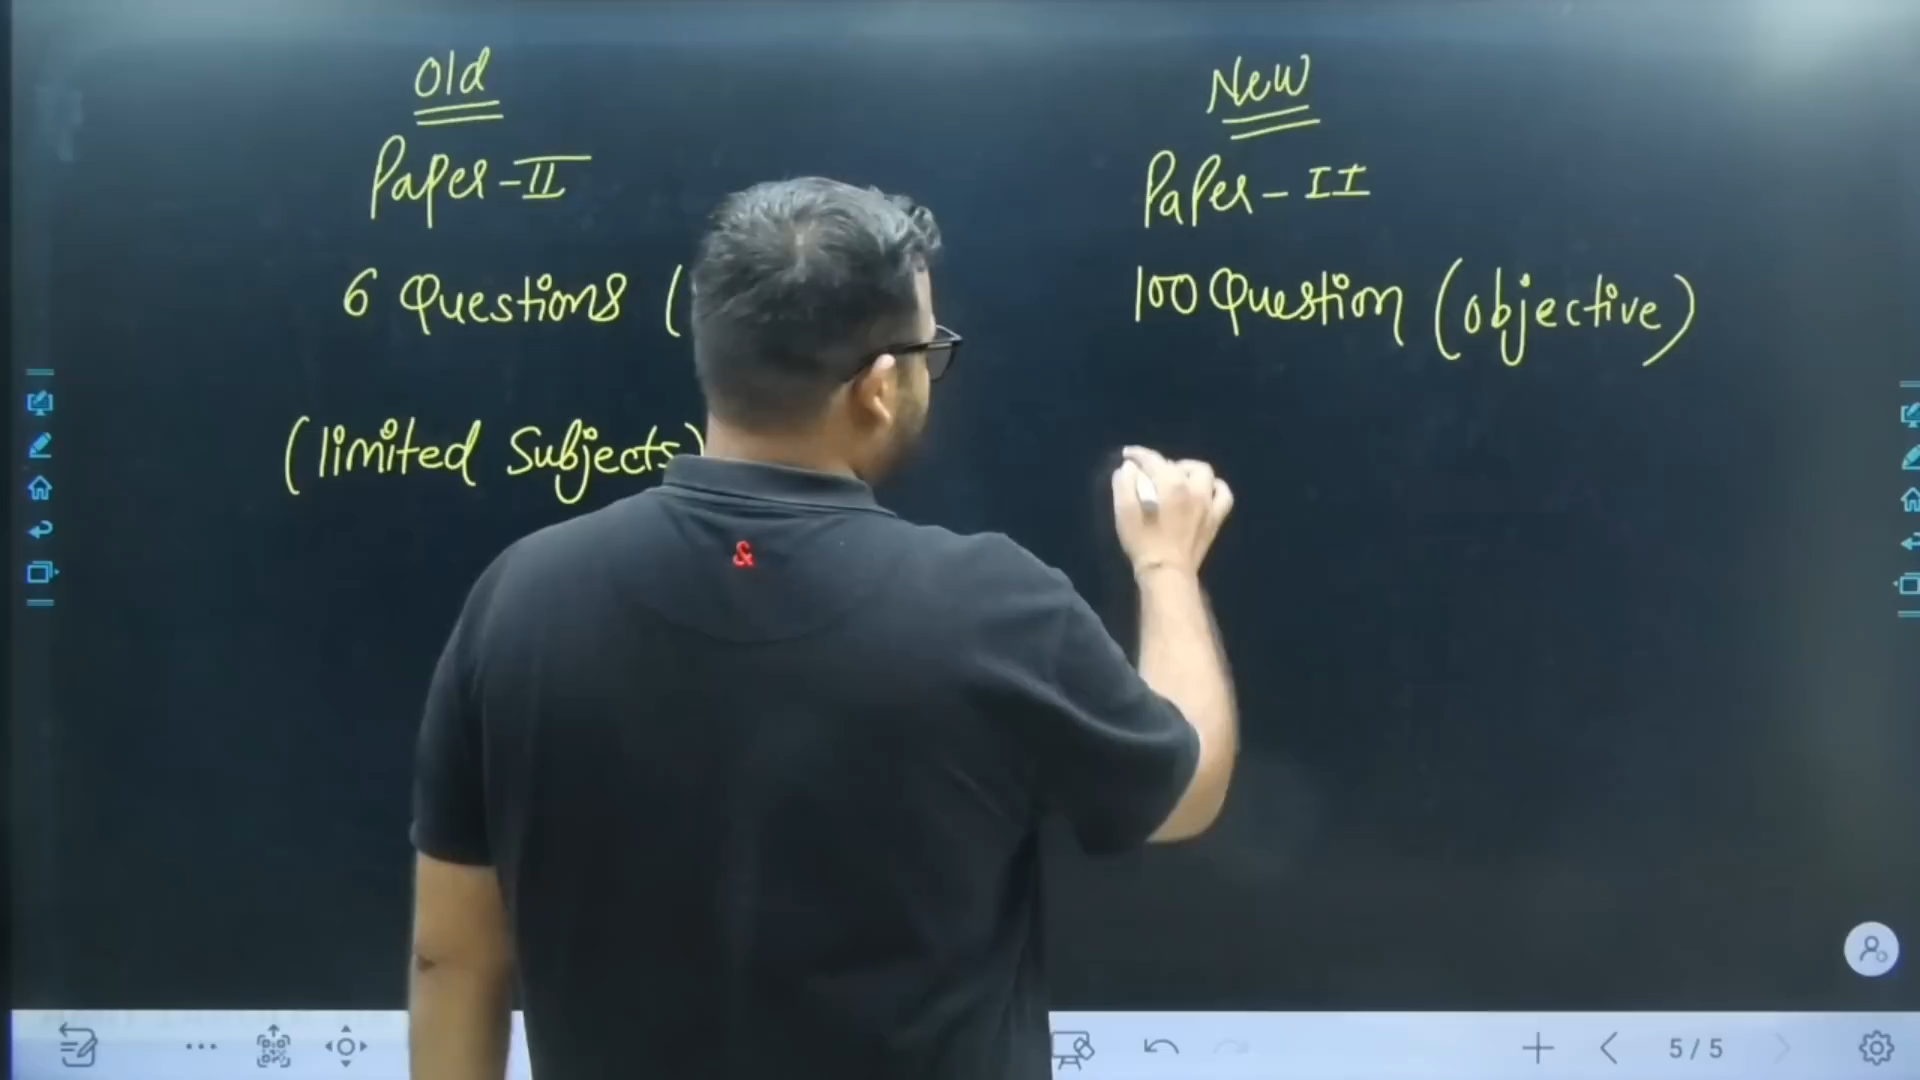 Old
Paper-II
6 Questions (
(limited Subjects)
New
Paper-II
100 Question (objective)
&
5/5